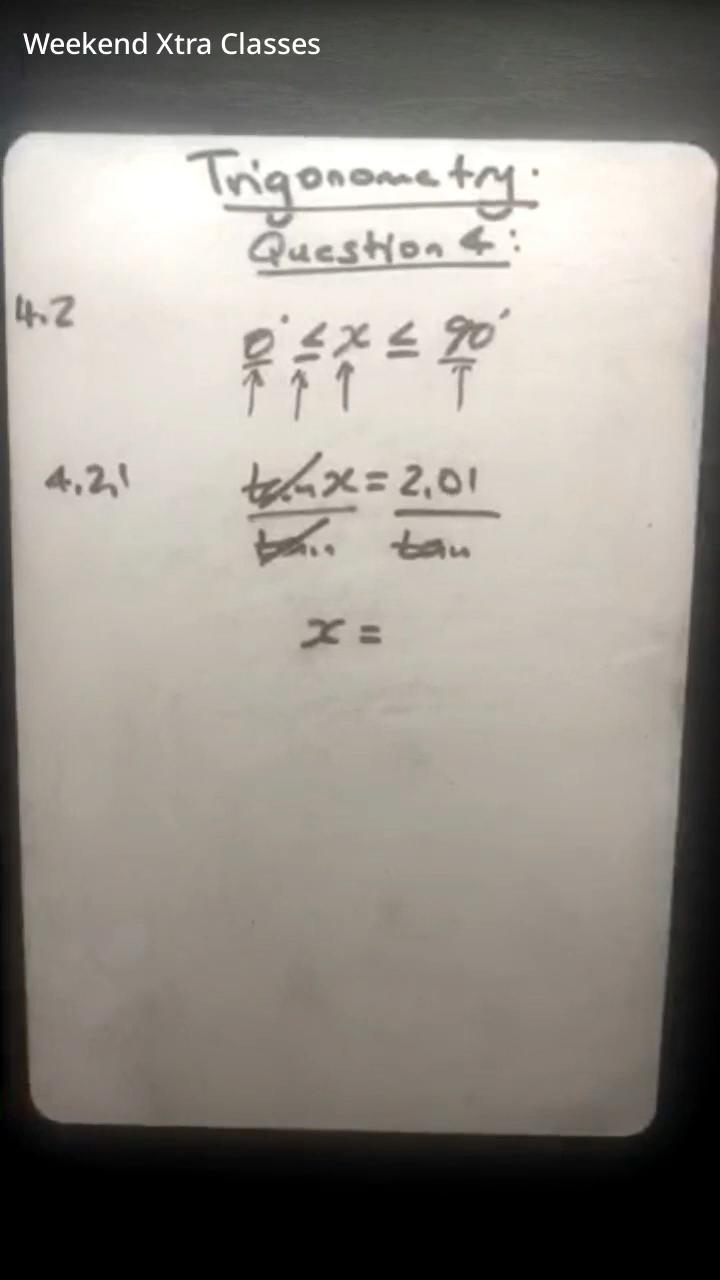 Weekend Xtra Classes
Trigonometry.
Question 4:
4.2 0° ≤ x ≤ 90°
4.2.1 tan x = 2,01
tan tan
x =